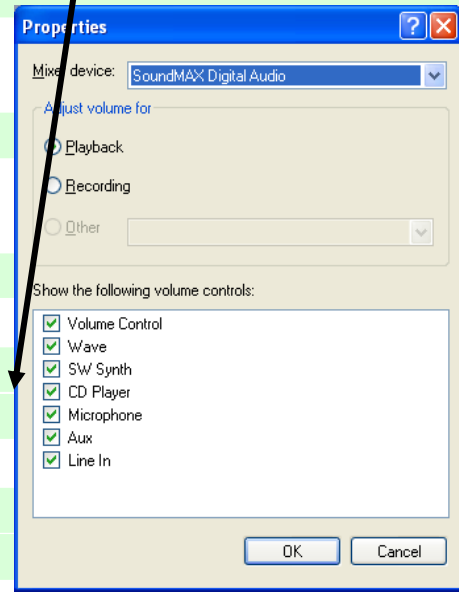 Properties
Mixer device: SoundMAX Digital Audio
Adjust volume for
Playback
Recording
Other
Show the following volume controls:
Volume Control
Wave
SW Synth
CD Player
Microphone
Aux
Line In
OK Cancel